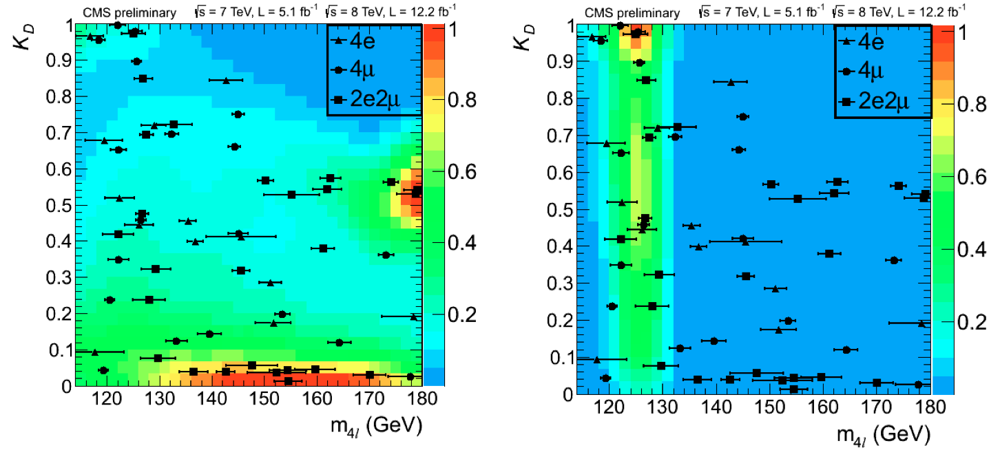 CMS preliminary √s = 7 TeV, L = 5.1 fb⁻¹ √s = 8 TeV, L = 12.2 fb⁻¹
K_D
1
0.9
0.8
0.7
0.6
0.5
0.4
0.3
0.2
0.1
0
4e
4μ
2e2μ
1
0.8
0.6
0.4
0.2
120 130 140 150 160 170 180
m_4l (GeV)
CMS preliminary √s = 7 TeV, L = 5.1 fb⁻¹ √s = 8 TeV, L = 12.2 fb⁻¹
K_D
1
0.9
0.8
0.7
0.6
0.5
0.4
0.3
0.2
0.1
0
4e
4μ
2e2μ
1
0.8
0.6
0.4
0.2
120 130 140 150 160 170 180
m_4l (GeV)